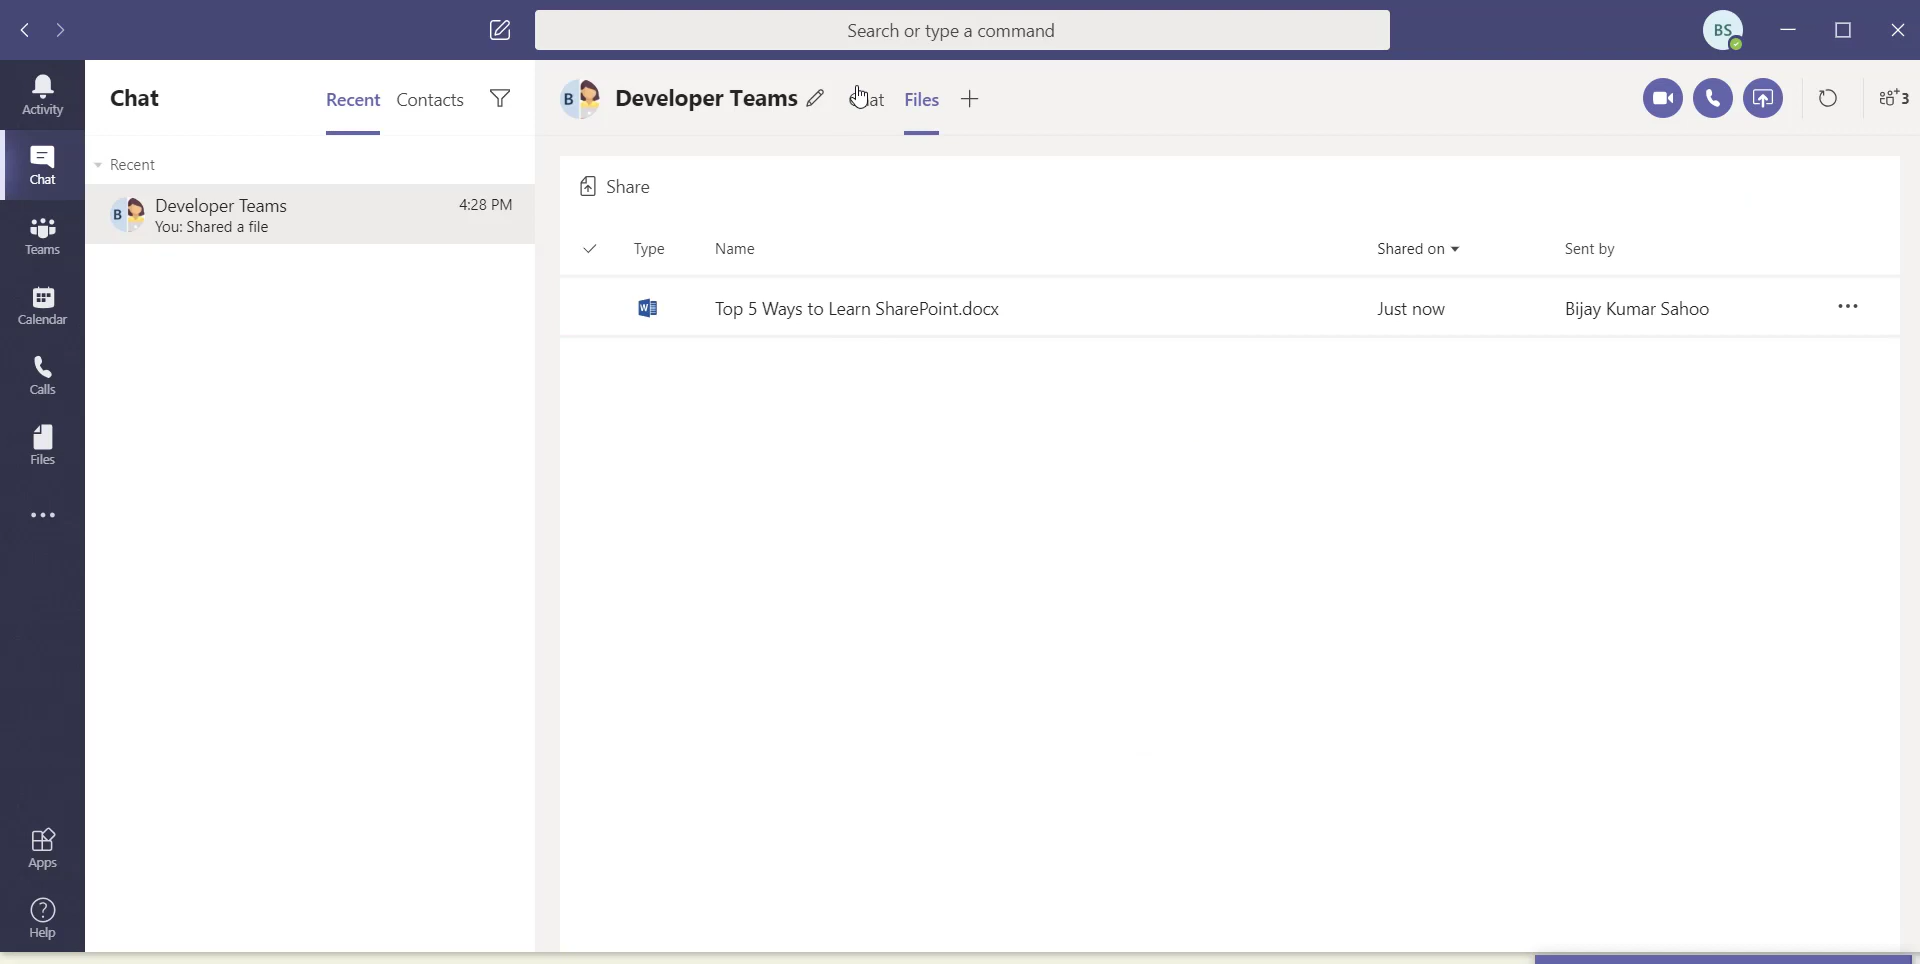 Search or type a command
BS
Activity
Chat
Teams
Calendar
Calls
Files
Apps
Help
Chat
Recent Contacts
Recent
B
Developer Teams 4:28 PM
You: Shared a file
B
Developer Teams Files
3
Share
Type Name Shared on Sent by
W
Top 5 Ways to Learn SharePoint.docx Just now Bijay Kumar Sahoo